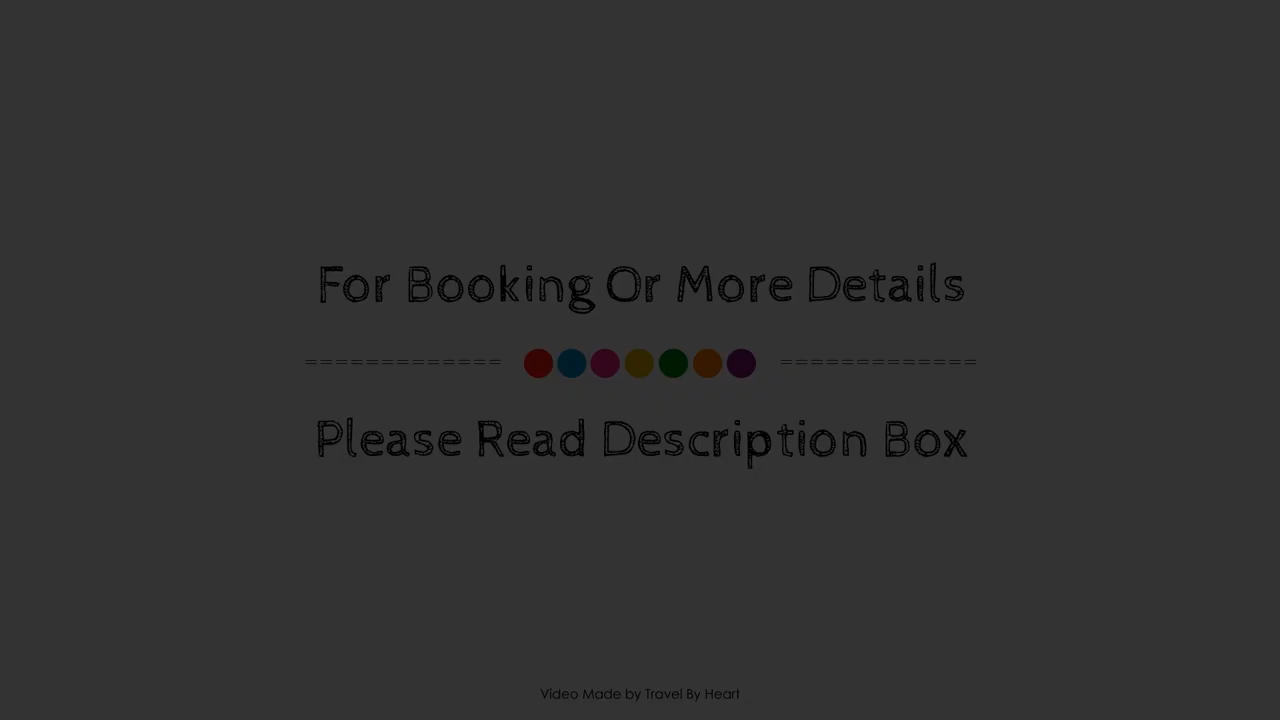 For Booking Or More Details
============= =============
Please Read Description Box
Video Made by Travel By Heart